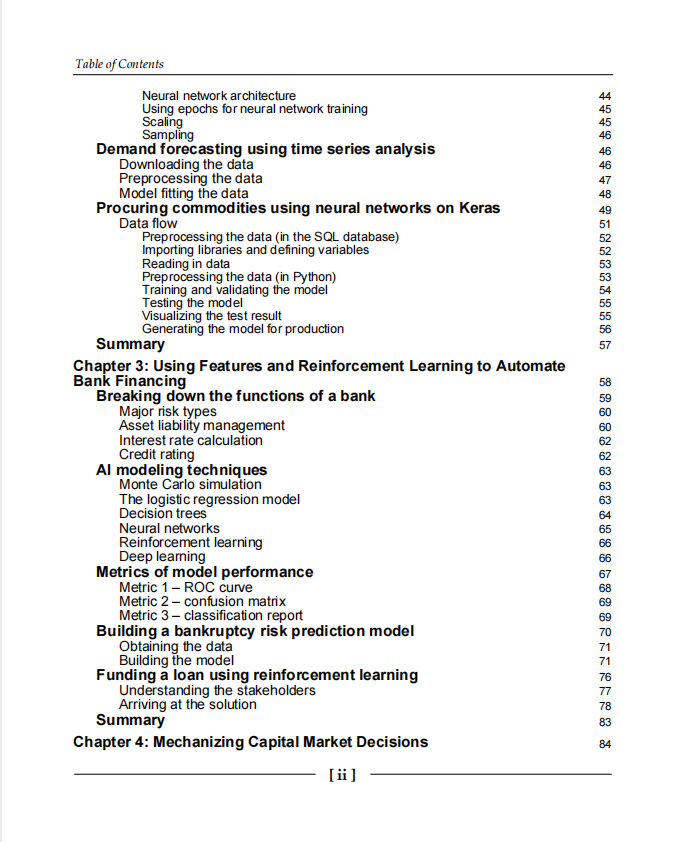 Table of Contents
Neural network architecture 44
Using epochs for neural network training 45
Scaling 45
Sampling 46
Demand forecasting using time series analysis 46
Downloading the data 46
Preprocessing the data 47
Model fitting the data 48
Procuring commodities using neural networks on Keras 49
Data flow 51
Preprocessing the data (in the SQL database) 52
Importing libraries and defining variables 52
Reading in data 53
Preprocessing the data (in Python) 53
Training and validating the model 54
Testing the model 55
Visualizing the test result 55
Generating the model for production 56
Summary 57
Chapter 3: Using Features and Reinforcement Learning to Automate
Bank Financing 58
Breaking down the functions of a bank 59
Major risk types 60
Asset liability management 60
Interest rate calculation 62
Credit rating 62
AI modeling techniques 63
Monte Carlo simulation 63
The logistic regression model 63
Decision trees 64
Neural networks 65
Reinforcement learning 66
Deep learning 66
Metrics of model performance 67
Metric 1 – ROC curve 68
Metric 2 – confusion matrix 69
Metric 3 – classification report 69
Building a bankruptcy risk prediction model 70
Obtaining the data 71
Building the model 71
Funding a loan using reinforcement learning 76
Understanding the stakeholders 77
Arriving at the solution 78
Summary 83
Chapter 4: Mechanizing Capital Market Decisions 84
[ ii ]